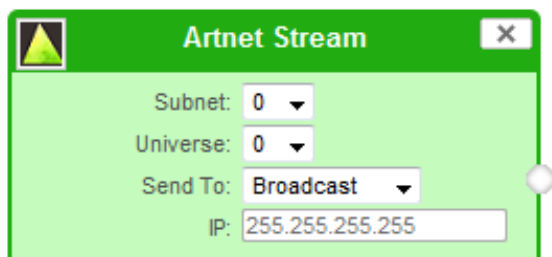 Artnet Stream
Subnet: 0
Universe: 0
Send To: Broadcast
IP: 255.255.255.255